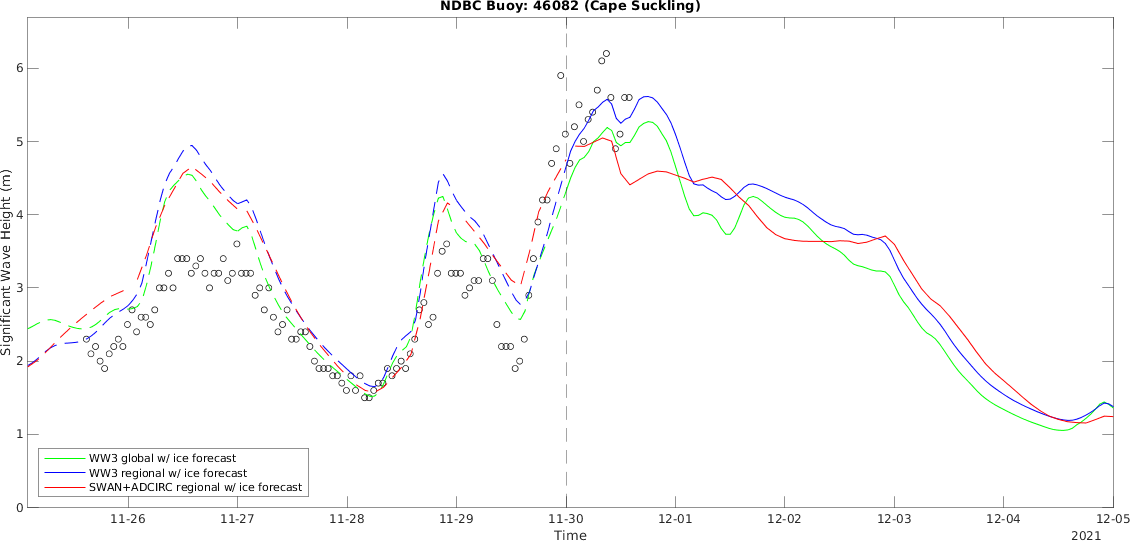 NDBC Buoy: 46082 (Cape Suckling)
Significant Wave Height (m)
6
5
4
3
2
1
0
WW3 global w/ ice forecast
WW3 regional w/ ice forecast
SWAN+ADCIRC regional w/ ice forecast
11-26 11-27 11-28 11-29 11-30 12-01 12-02 12-03 12-04 12-05
Time
2021